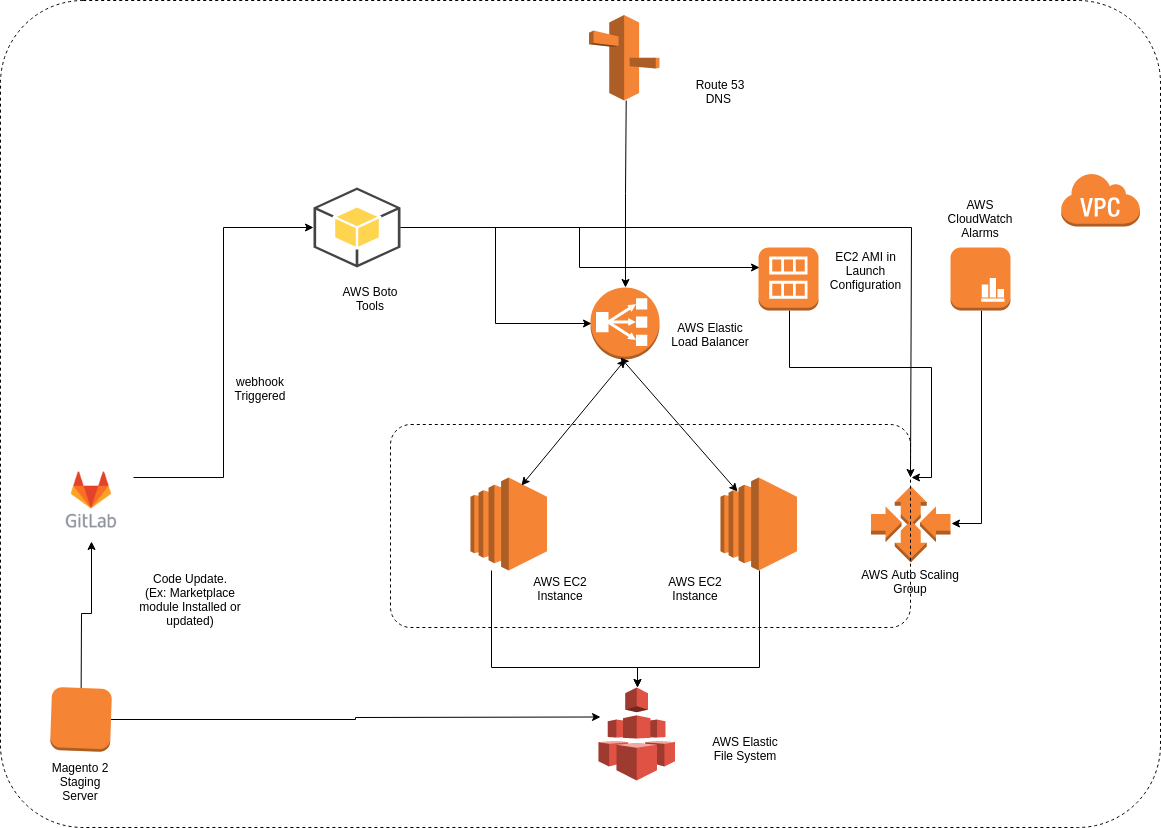 Route 53
DNS
VPC
AWS
CloudWatch
Alarms
EC2 AMI in
Launch
Configuration
AWS Boto
Tools
AWS Elastic
Load Balancer
webhook
Triggered
GitLab
AWS EC2
Instance
AWS EC2
Instance
AWS Auto Scaling
Group
Code Update.
(Ex: Marketplace
module Installed or
updated)
AWS Elastic
File System
Magento 2
Staging
Server